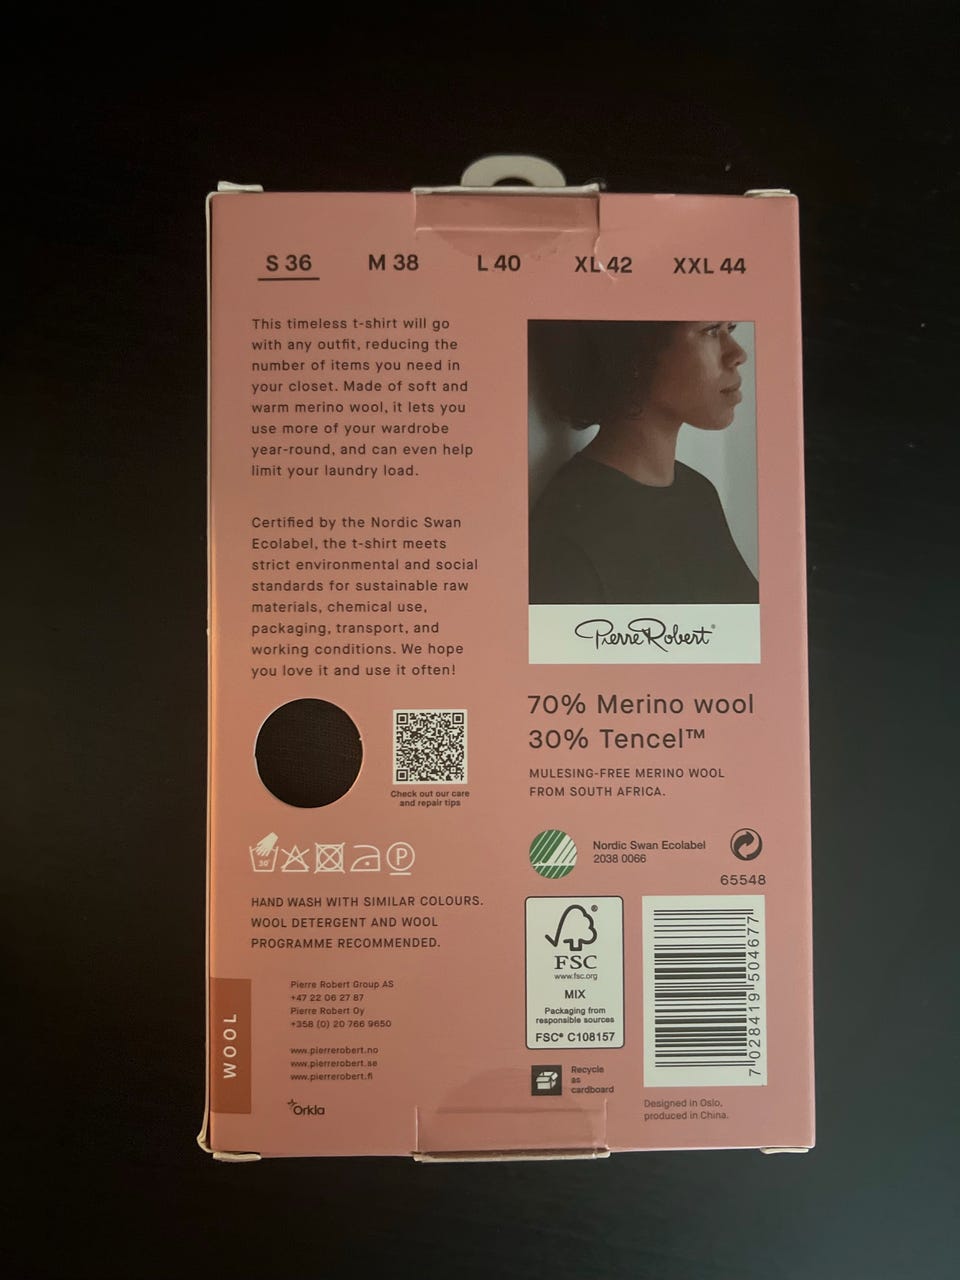 S 36 M 38 L 40 XL 42 XXL 44
This timeless t-shirt will go
with any outfit, reducing the
number of items you need in
your closet. Made of soft and
warm merino wool, it lets you
use more of your wardrobe
year-round, and can even help
limit your laundry load.
Certified by the Nordic Swan
Ecolabel, the t-shirt meets
strict environmental and social
standards for sustainable raw
materials, chemical use,
packaging, transport, and
working conditions. We hope
you love it and use it often!
Check out our care
and repair tips
30°
P
HAND WASH WITH SIMILAR COLOURS.
WOOL DETERGENT AND WOOL
PROGRAMME RECOMMENDED.
WOOL
Pierre Robert Group AS
+47 22 06 27 87
Pierre Robert Oy
+358 (0) 20 766 9650
www.pierrerobert.no
www.pierrerobert.se
www.pierrerobert.fi
Orkla
Pierre Robert®
70% Merino wool
30% Tencel™
MULESING-FREE MERINO WOOL
FROM SOUTH AFRICA.
Nordic Swan Ecolabel
2038 0066
65548
®
FSC
www.fsc.org
MIX
Packaging from
responsible sources
FSC® C108157
7 028419 504677
Recycle
as
cardboard
Designed in Oslo,
produced in China.